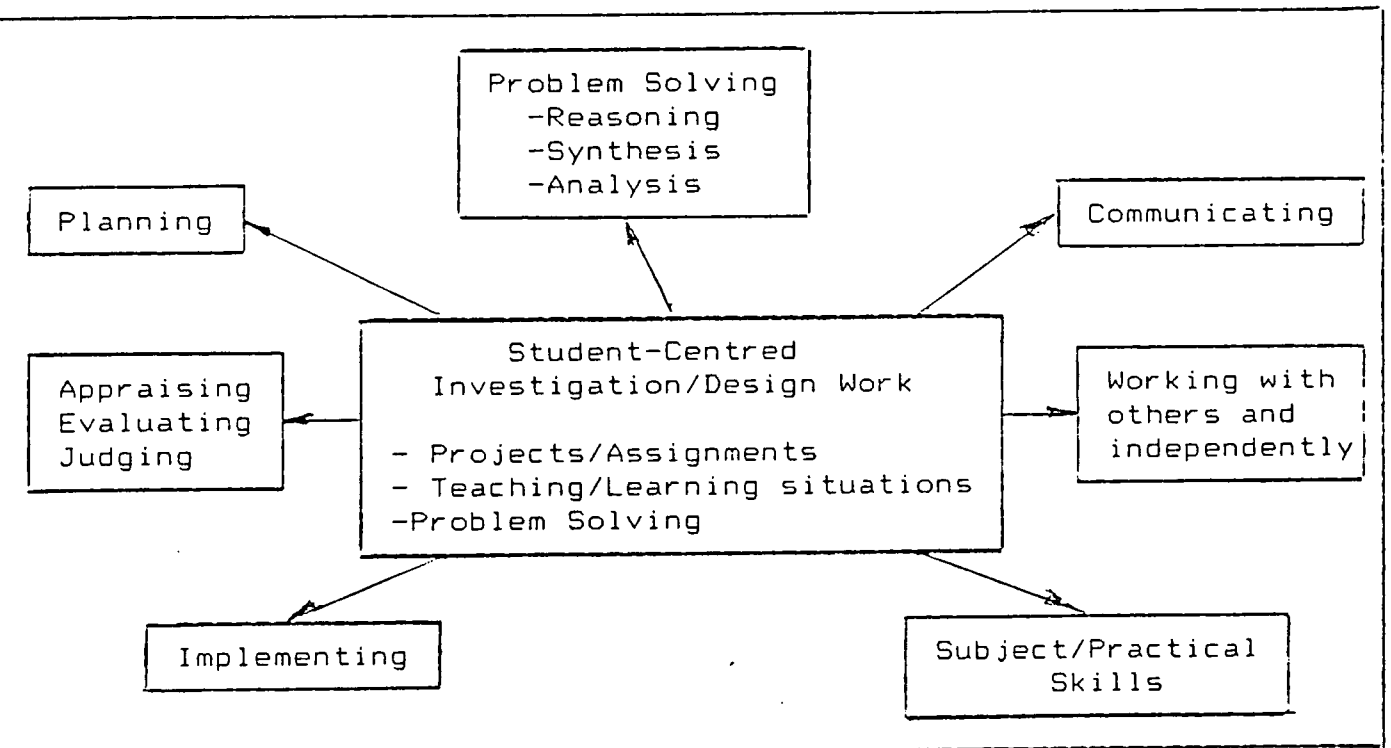 Problem Solving
-Reasoning
-Synthesis
-Analysis
Planning
Communicating
Student-Centred
Investigation/Design Work
- Projects/Assignments
- Teaching/Learning situations
-Problem Solving
Appraising
Evaluating
Judging
Working with
others and
independently
Implementing
Subject/Practical
Skills